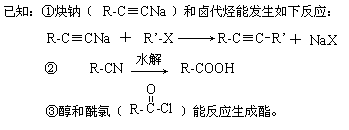 已知：①炔钠（ R-C≡CNa ）和卤代烃能发生如下反应：
R-C≡CNa + R’-X ⟶ R-C≡C-R’ + NaX
② R-CN 水解⟶ R-COOH
③醇和酰氯（ R-C(=O)-Cl ）能反应生成酯。